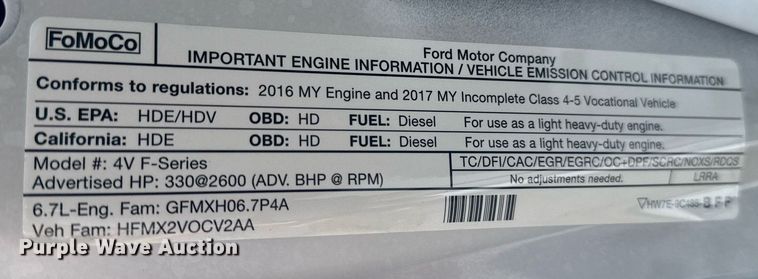 FoMoCo
Ford Motor Company
IMPORTANT ENGINE INFORMATION / VEHICLE EMISSION CONTROL INFORMATION
Conforms to regulations: 2016 MY Engine and 2017 MY Incomplete Class 4-5 Vocational Vehicle
U.S. EPA: HDE/HDV OBD: HD FUEL: Diesel For use as a light heavy-duty engine.
California: HDE OBD: HD FUEL: Diesel For use as a light heavy-duty engine.
Model #: 4V F-Series TC/DFI/CAC/EGR/EGRC/OC+DPF/SCRC/NOXS/RDQS
Advertised HP: 330@2600 (ADV. BHP @ RPM) No adjustments needed. LRRA
6.7L-Eng. Fam: GFMXH06.7P4A
Veh Fam: HFMX2VOCV2AA
Purple Wave Auction